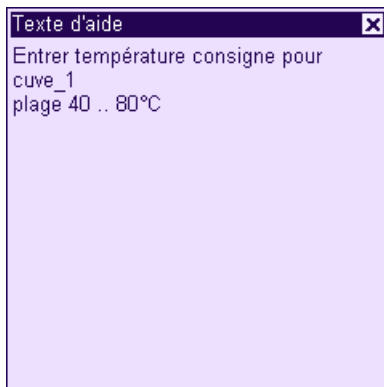 Texte d'aide
Entrer température consigne pour
cuve_1
plage 40 .. 80°C